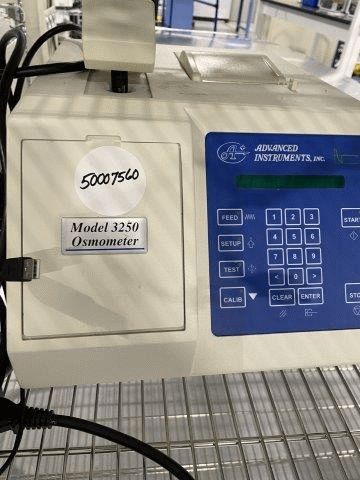 50007560
Model 3250
Osmometer
ADVANCED
INSTRUMENTS, INC.
FEED
SETUP
TEST
CALIB
1 2 3
4 5 6
7 8 9
< 0 >
CLEAR ENTER
START